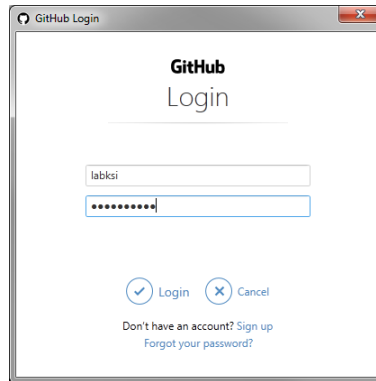 GitHub Login
GitHub
Login
labksi
●●●●●●●●●●
Login Cancel
Don't have an account? Sign up
Forgot your password?